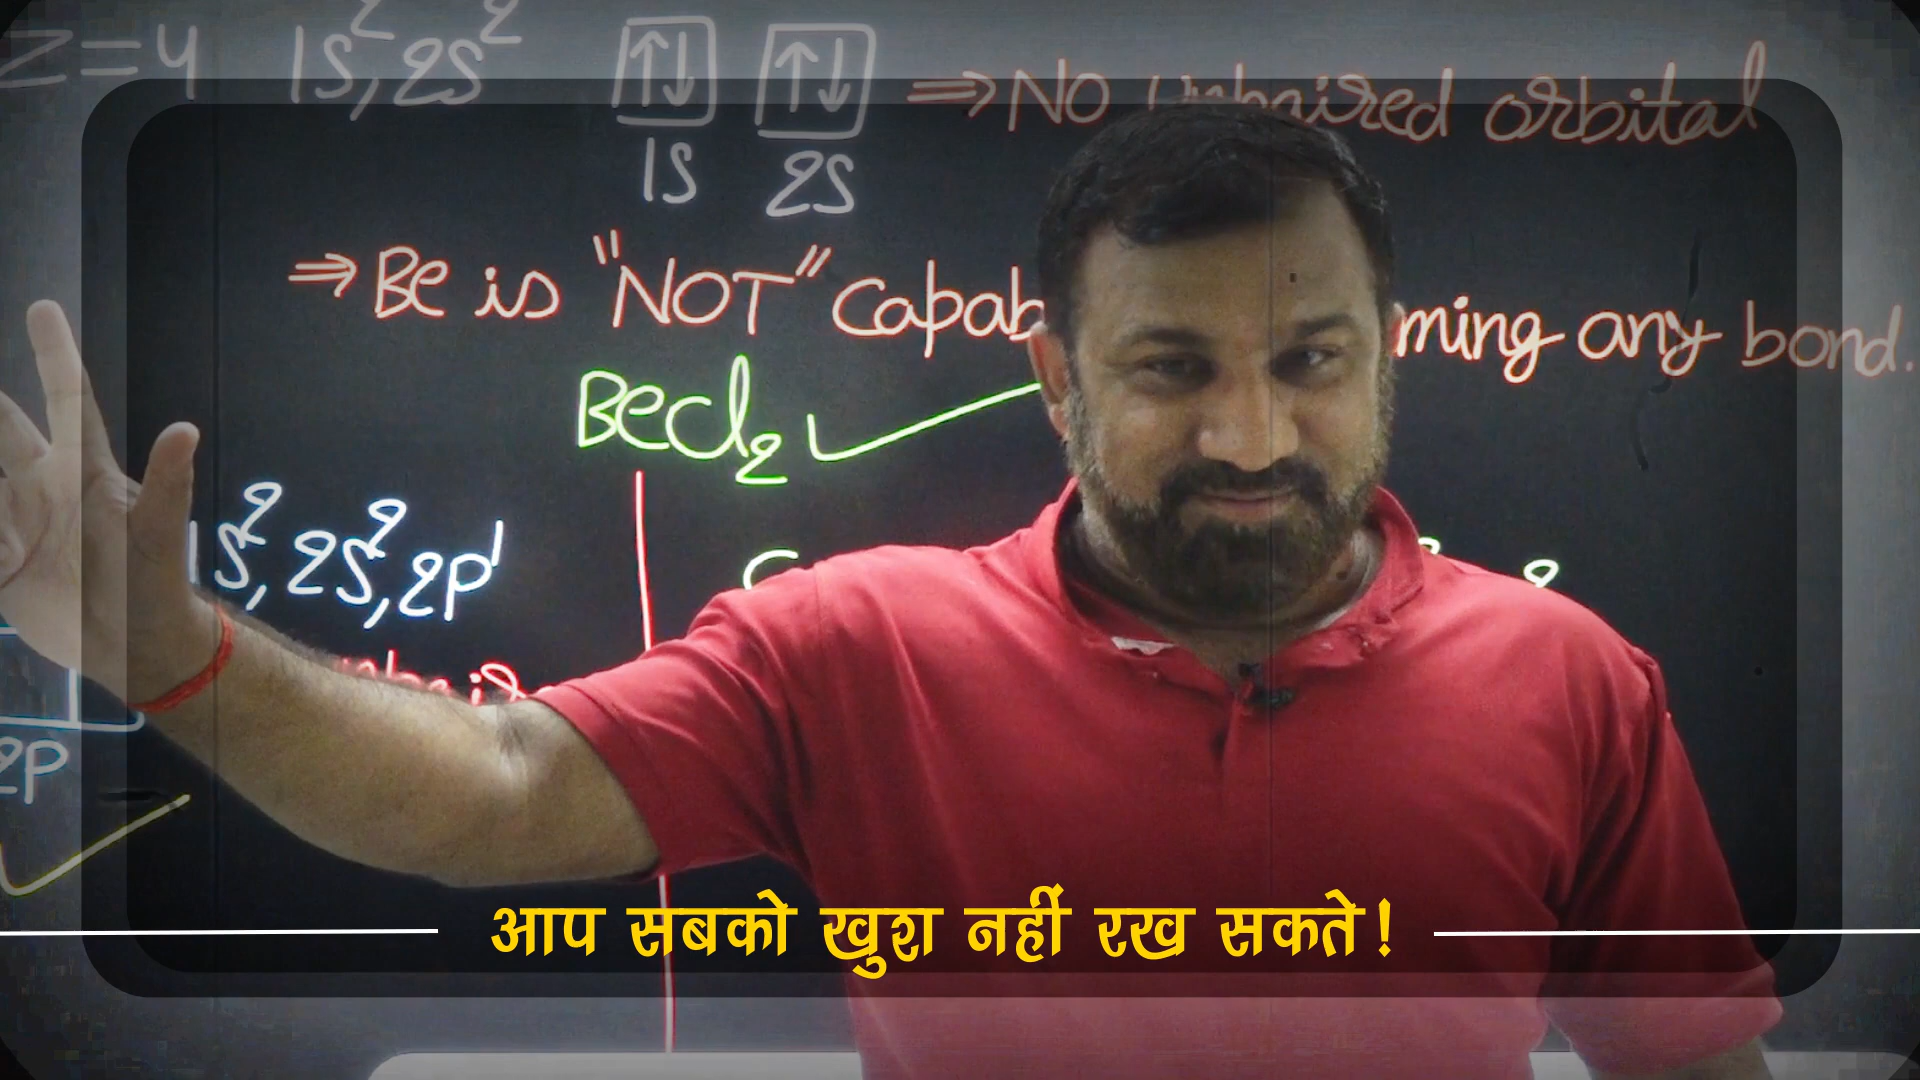 Z=4 1s²,2s² ↑↓ ↑↓ ⇒ No Unpaired orbital
1s 2s
⇒ Be is "NOT" Capab ming any bond.
BeCl₂ ✓
1s²,2s²,2p¹
2p
आप सबको खुश नहीं रख सकते!